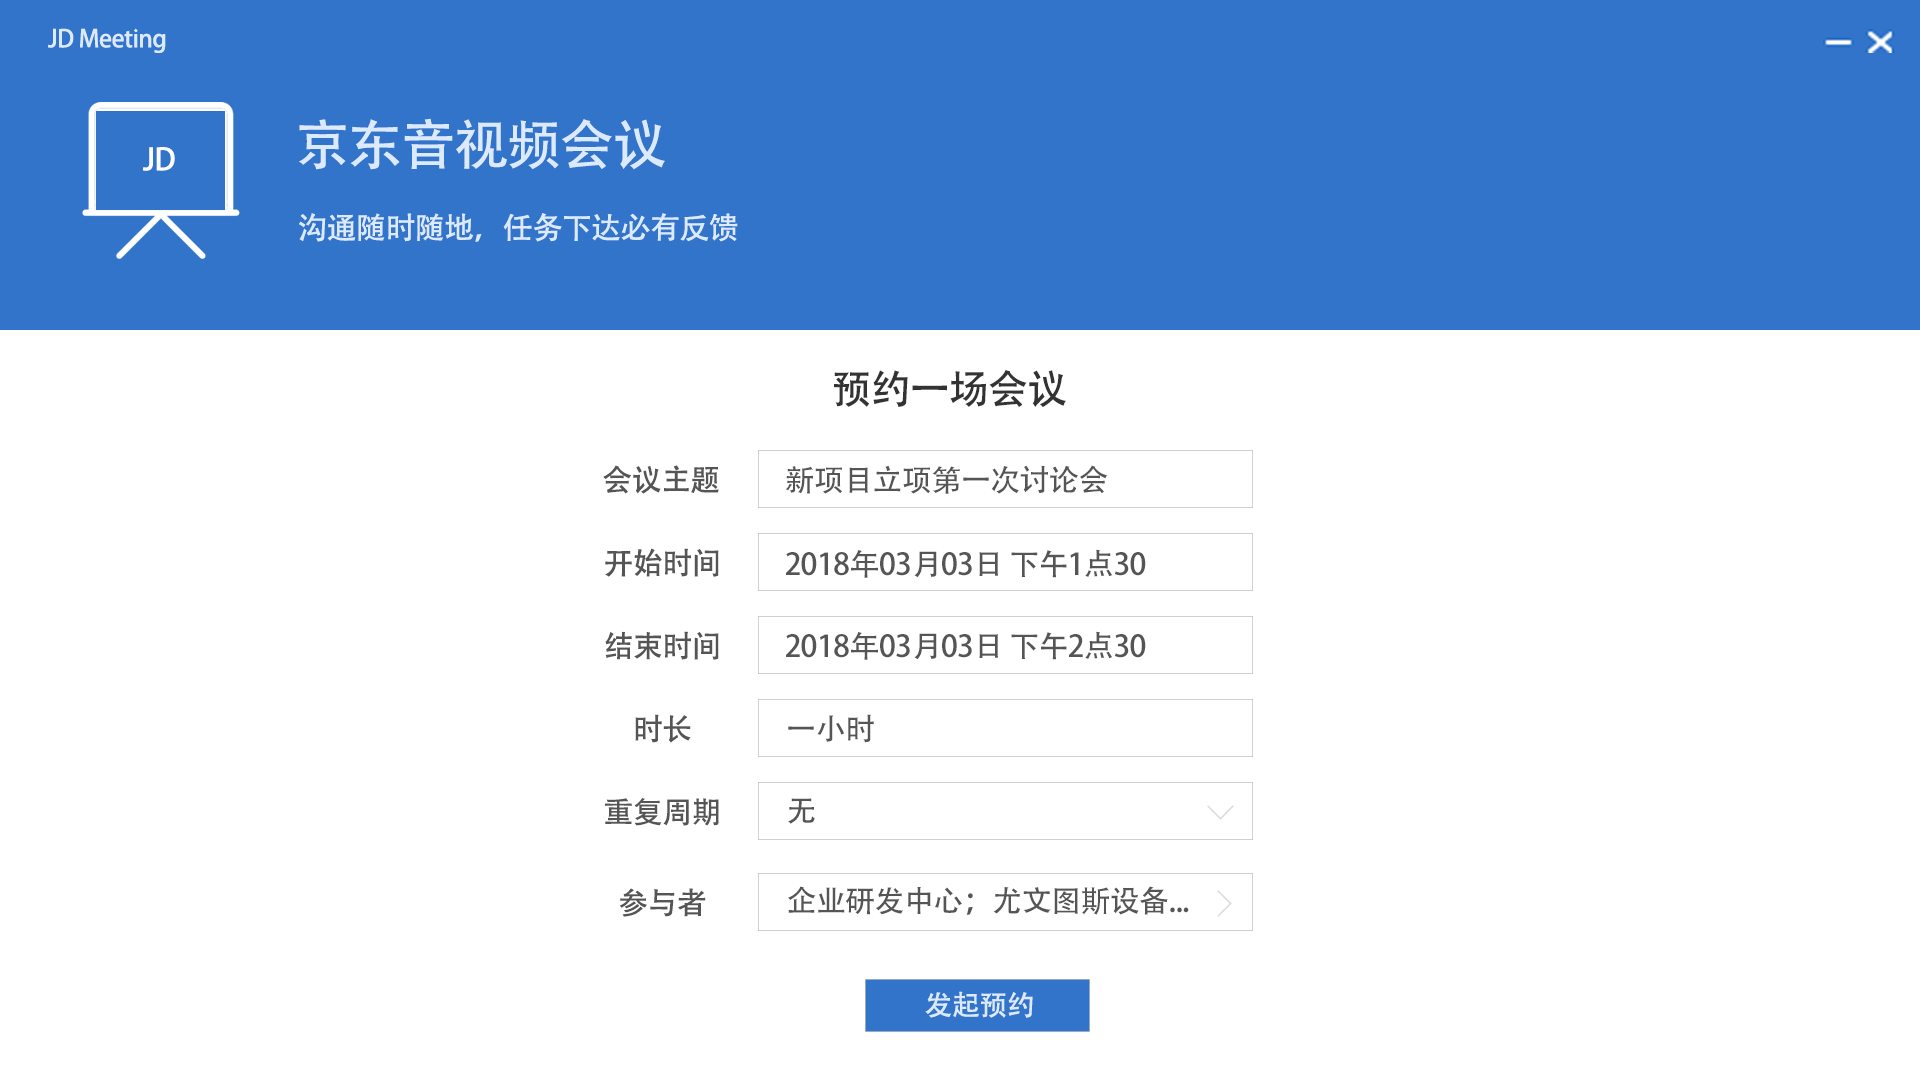 JD Meeting
JD
京东音视频会议
沟通随时随地，任务下达必有反馈
预约一场会议
会议主题 新项目立项第一次讨论会
开始时间 2018年03月03日 下午1点30
结束时间 2018年03月03日 下午2点30
时长 一小时
重复周期 无
参与者 企业研发中心；尤文图斯设备...
发起预约